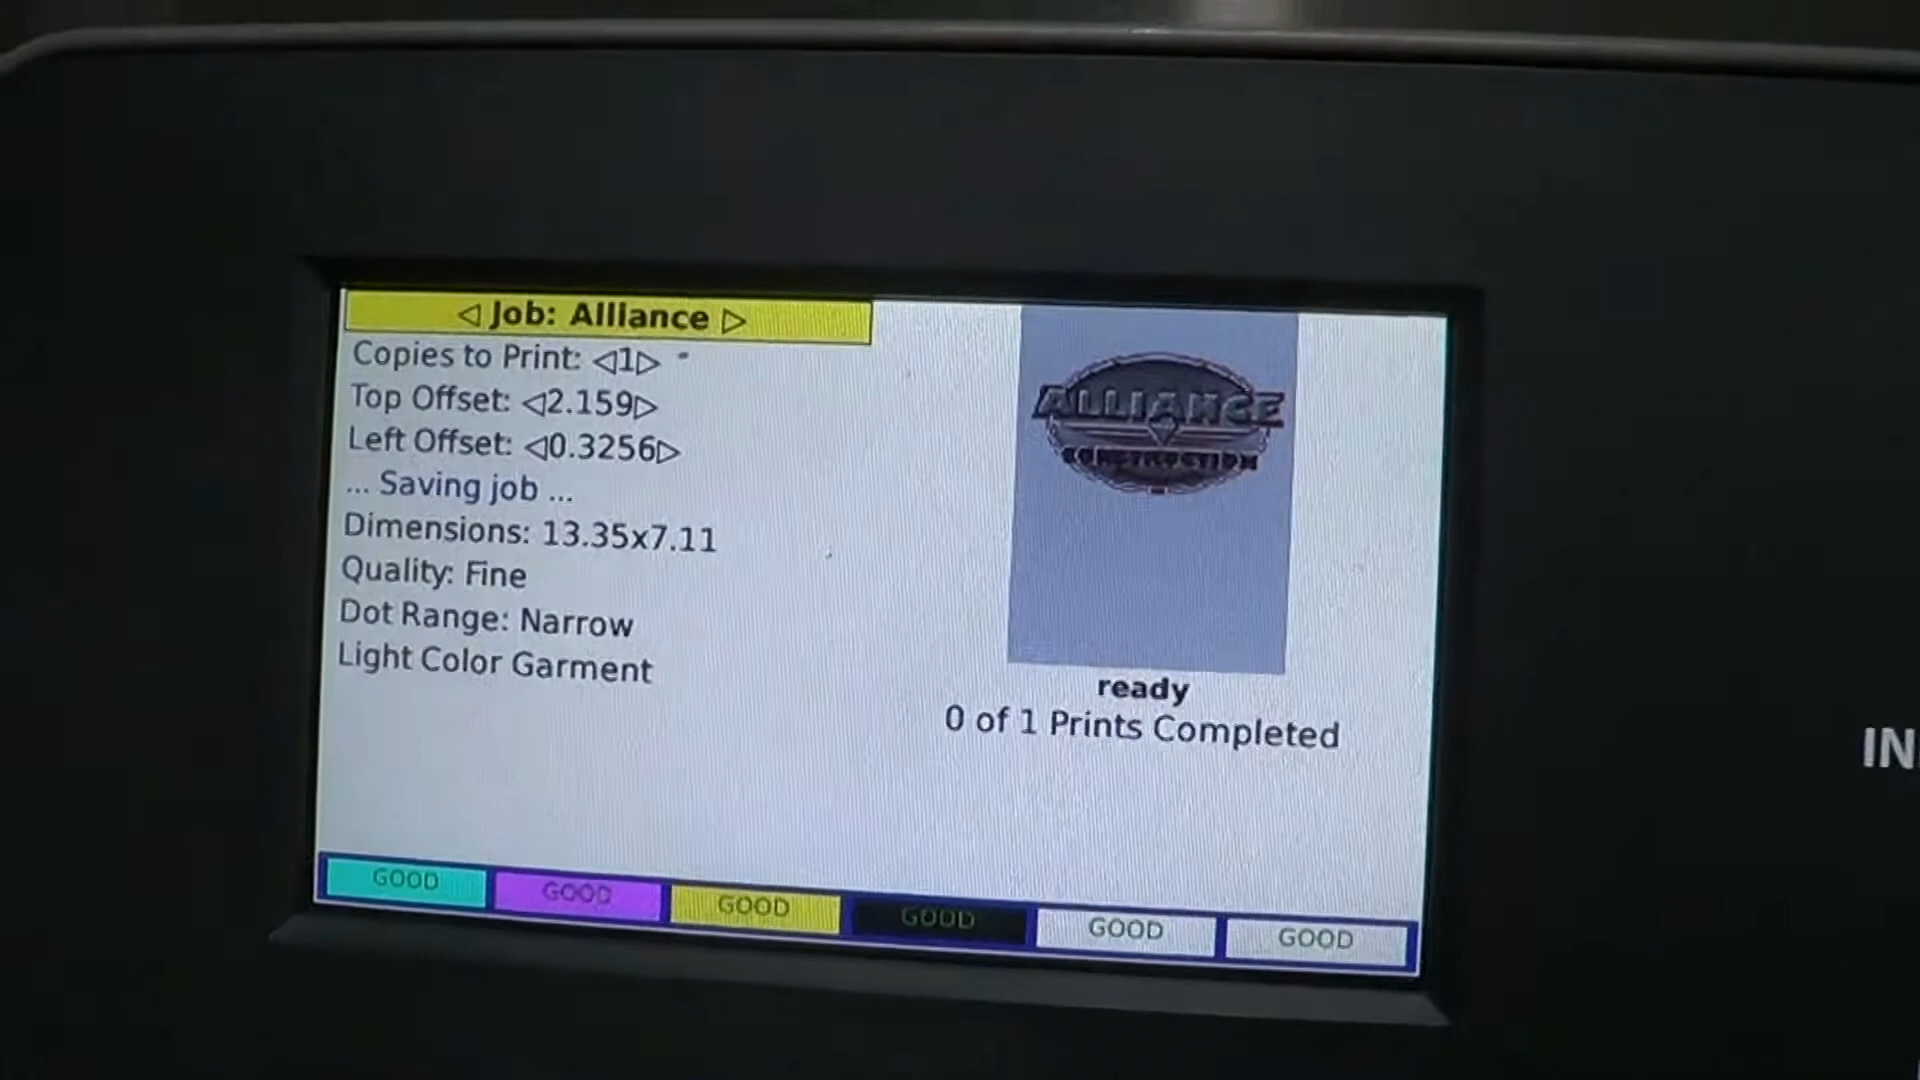 ◁ Job: Alliance ▷
Copies to Print: ◁1▷
Top Offset: ◁2.159▷
Left Offset: ◁0.3256▷
... Saving job ...
Dimensions: 13.35x7.11
Quality: Fine
Dot Range: Narrow
Light Color Garment
ALLIANCE
CONSTRUCTION
ready
0 of 1 Prints Completed
GOOD GOOD GOOD GOOD GOOD GOOD